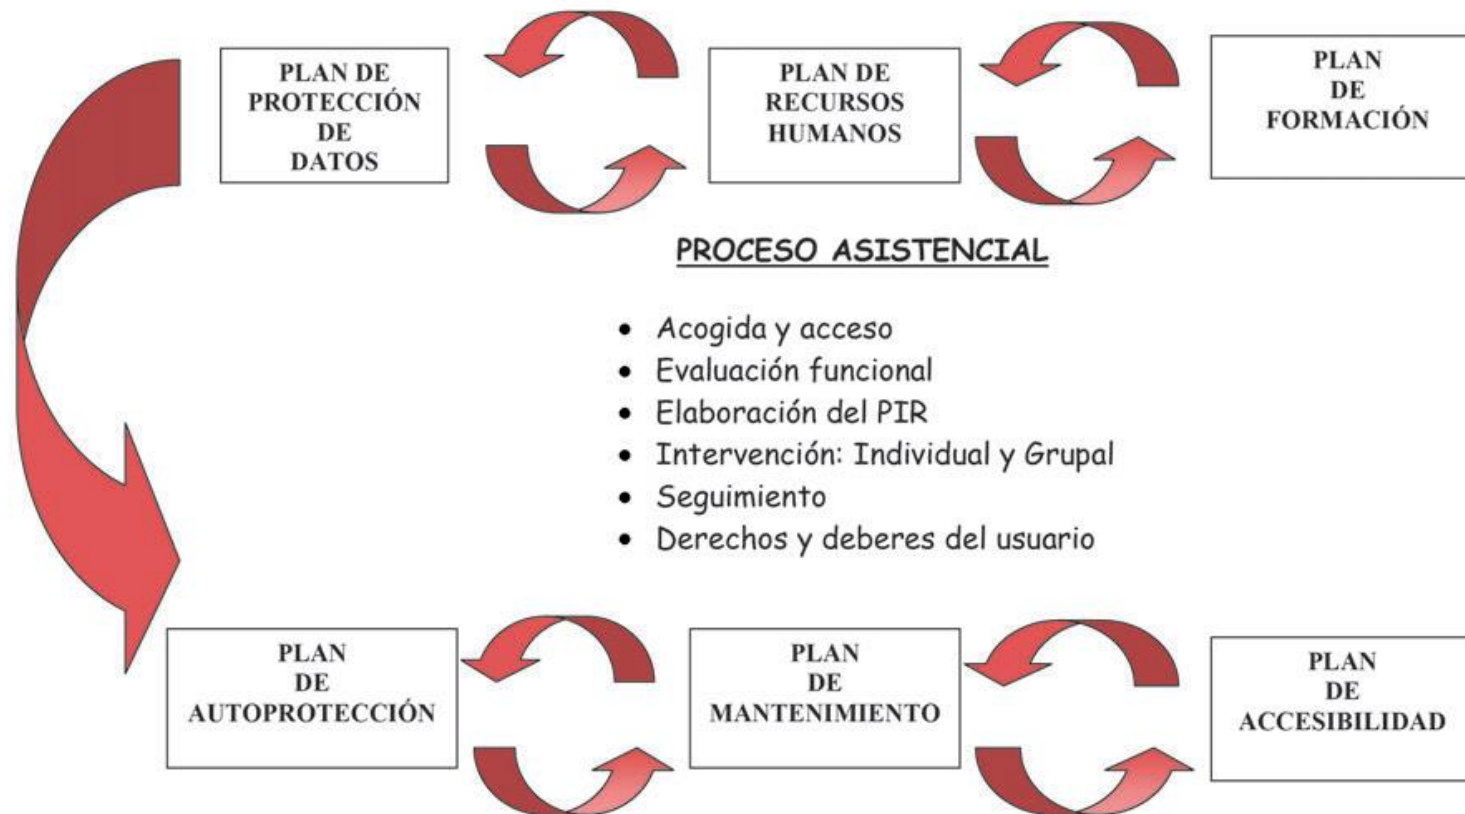 PLAN DE
PROTECCIÓN
DE
DATOS
PLAN DE
RECURSOS
HUMANOS
PLAN
DE
FORMACIÓN
PROCESO ASISTENCIAL
• Acogida y acceso
• Evaluación funcional
• Elaboración del PIR
• Intervención: Individual y Grupal
• Seguimiento
• Derechos y deberes del usuario
PLAN
DE
AUTOPROTECCIÓN
PLAN
DE
MANTENIMIENTO
PLAN
DE
ACCESIBILIDAD